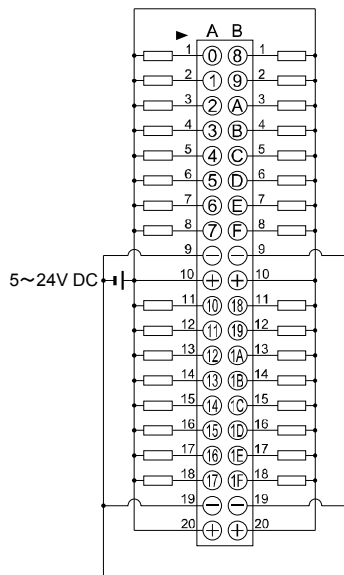 A B
1 0 8 1
2 1 9 2
3 2 A 3
4 3 B 4
5 4 C 5
6 5 D 6
7 6 E 7
8 7 F 8
9 − − 9
5～24V DC 10 + + 10
11 10 18 11
12 11 19 12
13 12 1A 13
14 13 1B 14
15 14 1C 15
16 15 1D 16
17 16 1E 17
18 17 1F 18
19 − − 19
20 + + 20